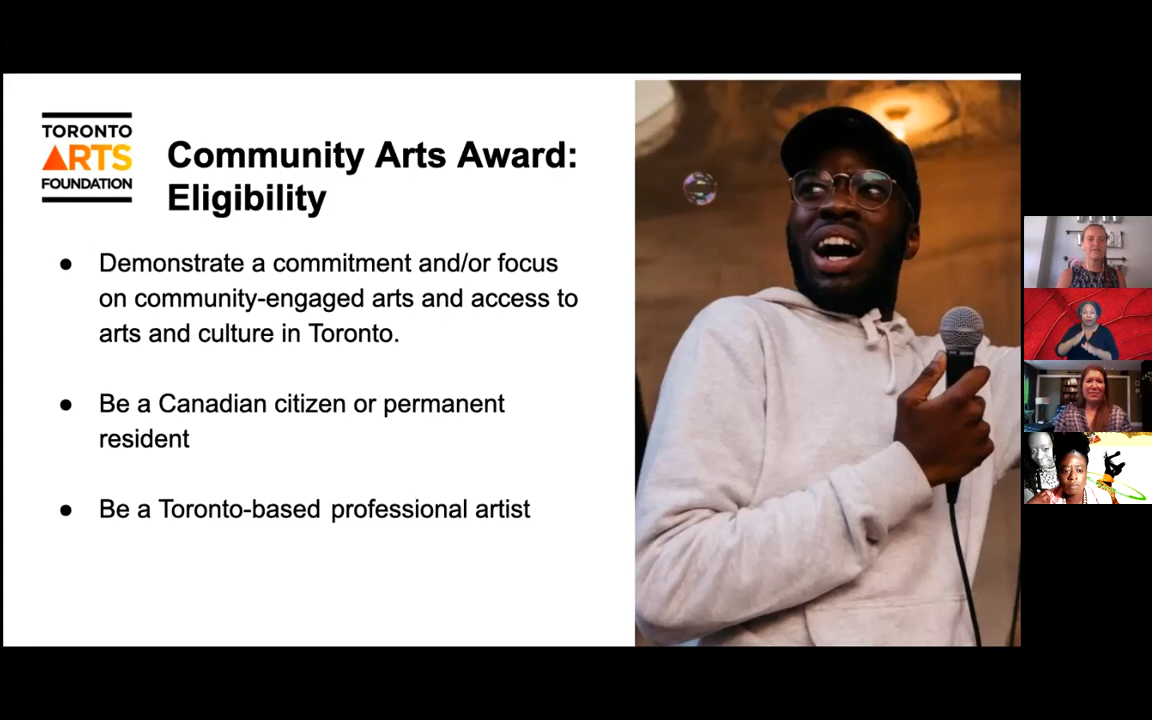 TORONTO
ARTS
FOUNDATION
Community Arts Award:
Eligibility
● Demonstrate a commitment and/or focus
on community-engaged arts and access to
arts and culture in Toronto.
● Be a Canadian citizen or permanent
resident
● Be a Toronto-based professional artist